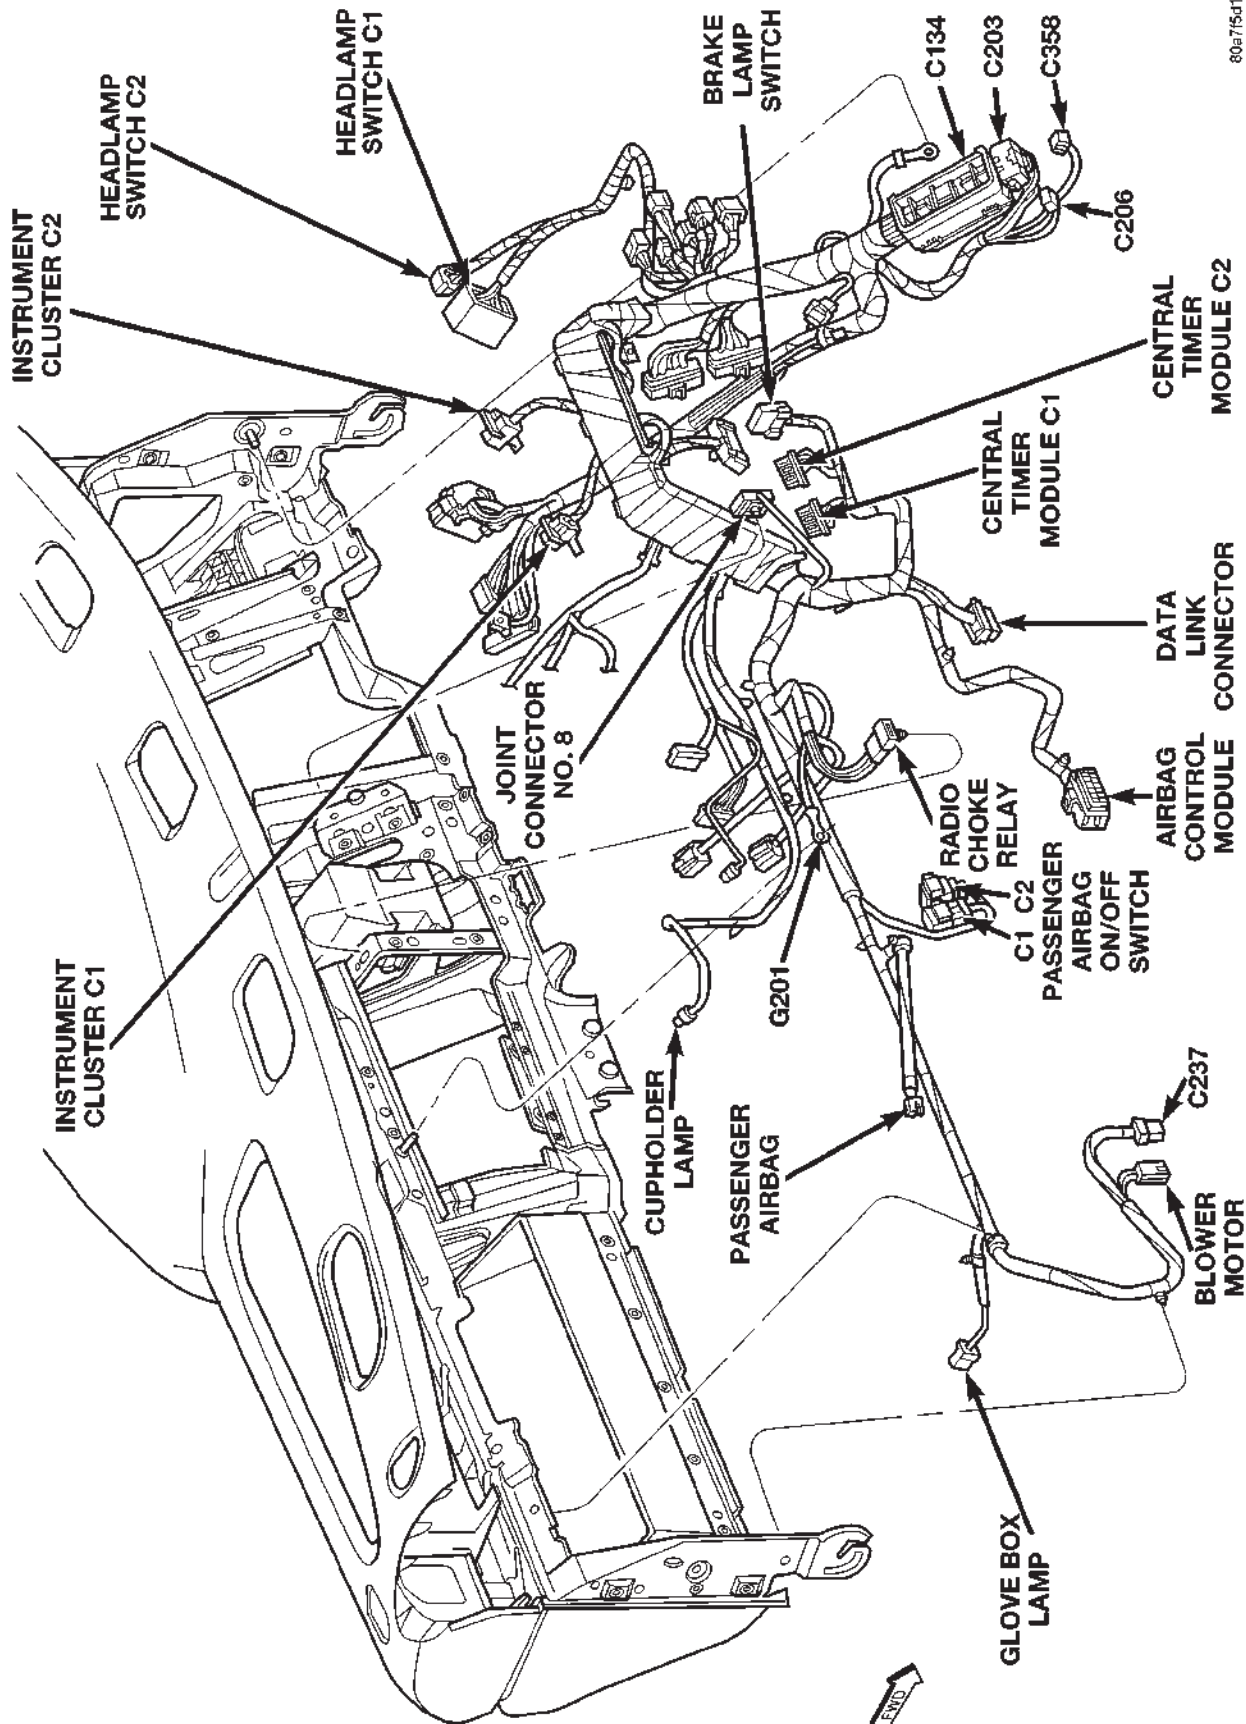 INSTRUMENT
CLUSTER C1
INSTRUMENT
CLUSTER C2
HEADLAMP
SWITCH C2
HEADLAMP
SWITCH C1
JOINT
CONNECTOR
NO. 8
BRAKE
LAMP
SWITCH
C134
C203
C358
C206
CENTRAL
TIMER
MODULE C2
CENTRAL
TIMER
MODULE C1
DATA
LINK
CONNECTOR
AIRBAG
CONTROL
MODULE
RADIO
CHOKE
RELAY
C1 C2
PASSENGER
AIRBAG
ON/OFF
SWITCH
G201
CUPHOLDER
LAMP
PASSENGER
AIRBAG
C237
BLOWER
MOTOR
GLOVE BOX
LAMP
FWD
80a7f5d1